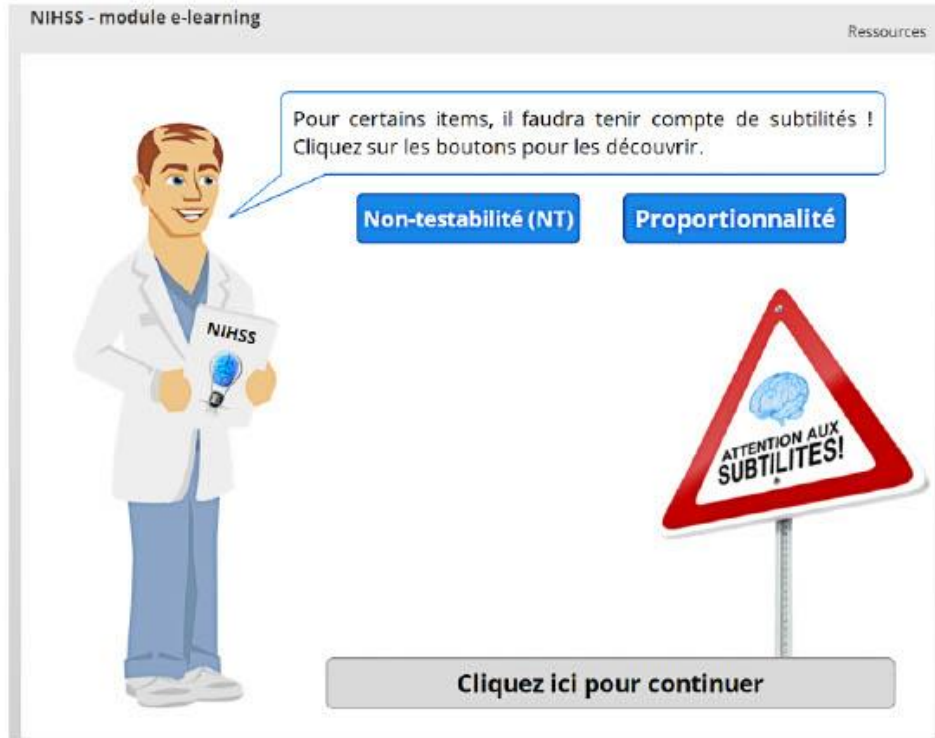 NIHSS - module e-learning
Ressources
Pour certains items, il faudra tenir compte de subtilités !
Cliquez sur les boutons pour les découvrir.
Non-testabilité (NT)
Proportionnalité
NIHSS
ATTENTION AUX
SUBTILITES!
Cliquez ici pour continuer